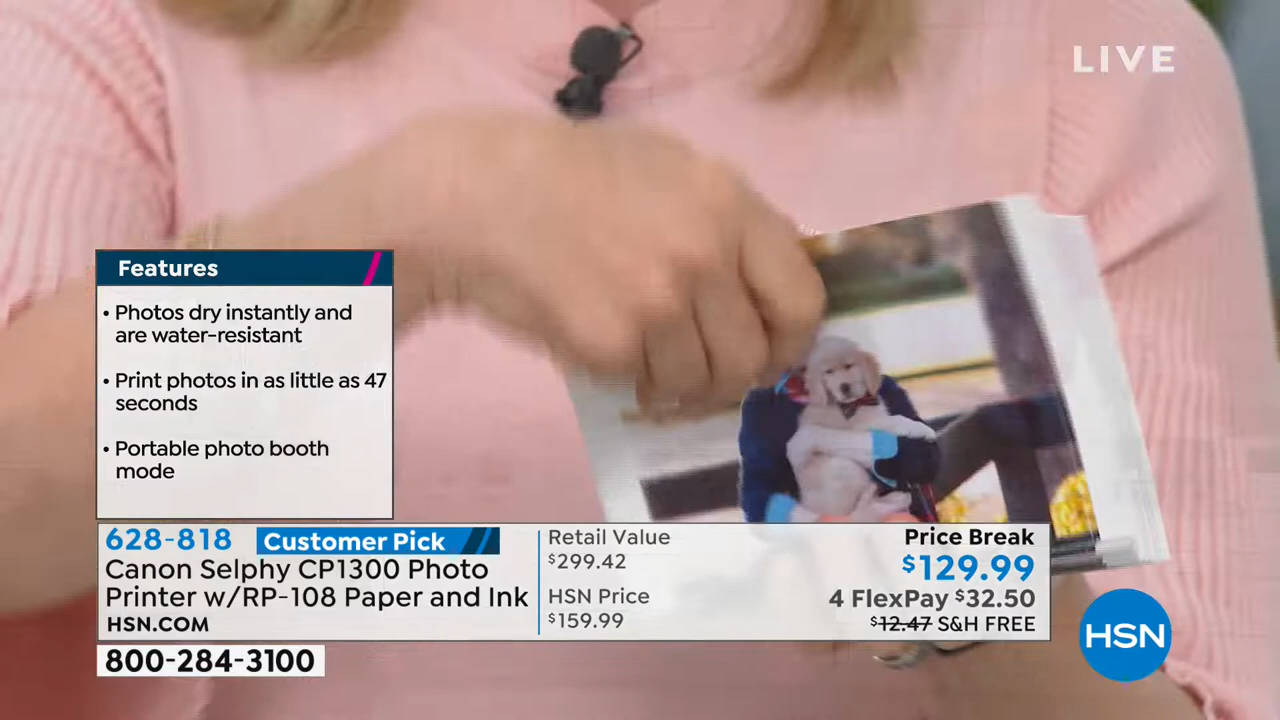 LIVE
Features
• Photos dry instantly and
are water-resistant
• Print photos in as little as 47
seconds
• Portable photo booth
mode
628-818 Customer Pick
Canon Selphy CP1300 Photo
Printer w/RP-108 Paper and Ink
HSN.COM
Retail Value
$299.42
HSN Price
$159.99
Price Break
$129.99
4 FlexPay $32.50
$12.47 S&H FREE
HSN
800-284-3100